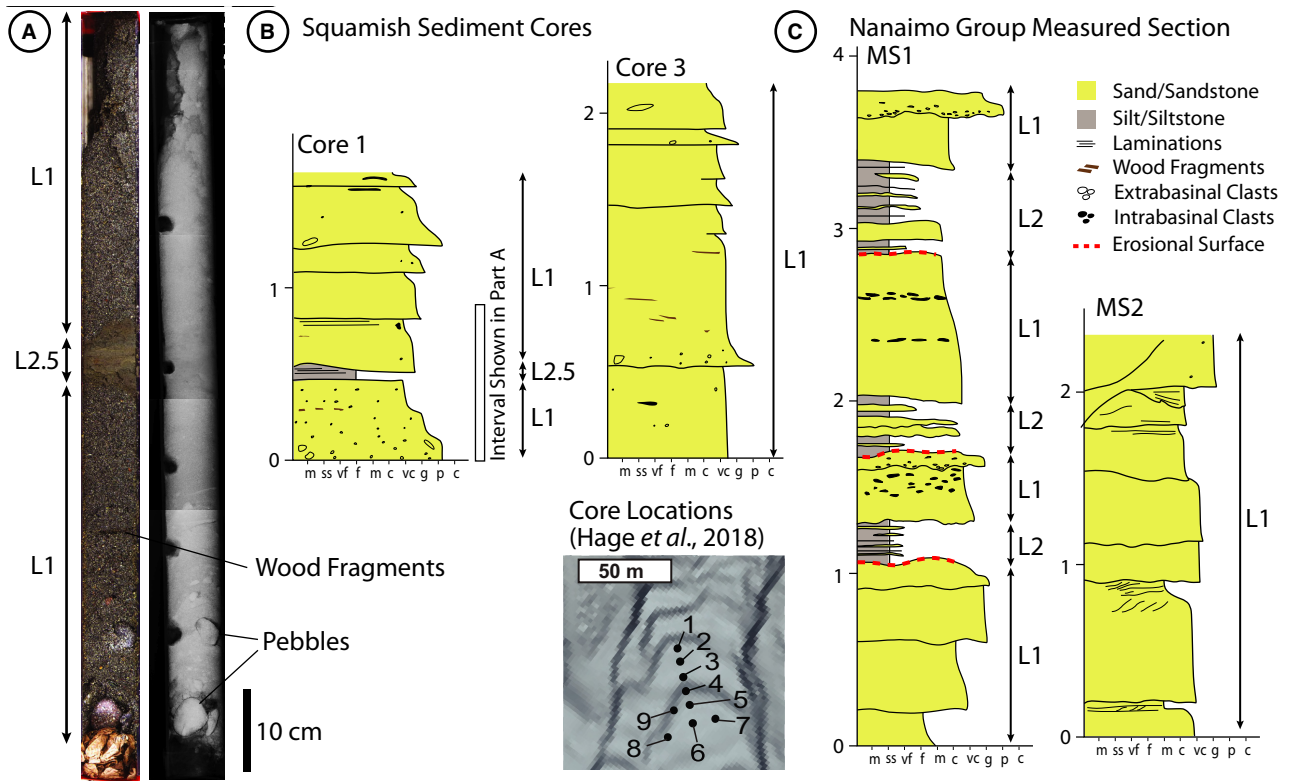 A
L1
L2.5
L1
Wood Fragments
Pebbles
10 cm
B Squamish Sediment Cores
Core 1
1
0
m ss vf f m c vc g p c
L1
L2.5
L1
Interval Shown in Part A
Core 3
2
1
0
m ss vf f m c vc g p c
L1
Core Locations
(Hage et al., 2018)
50 m
1
2
3
4
5
9
7
8
6
C Nanaimo Group Measured Section
MS1
4
3
2
1
0
m ss vf f m c vc g p c
L1
L2
L1
L2
L1
L2
L1
Sand/Sandstone
Silt/Siltstone
Laminations
Wood Fragments
Extrabasinal Clasts
Intrabasinal Clasts
Erosional Surface
MS2
2
1
0
m ss vf f m c vc g p c
L1